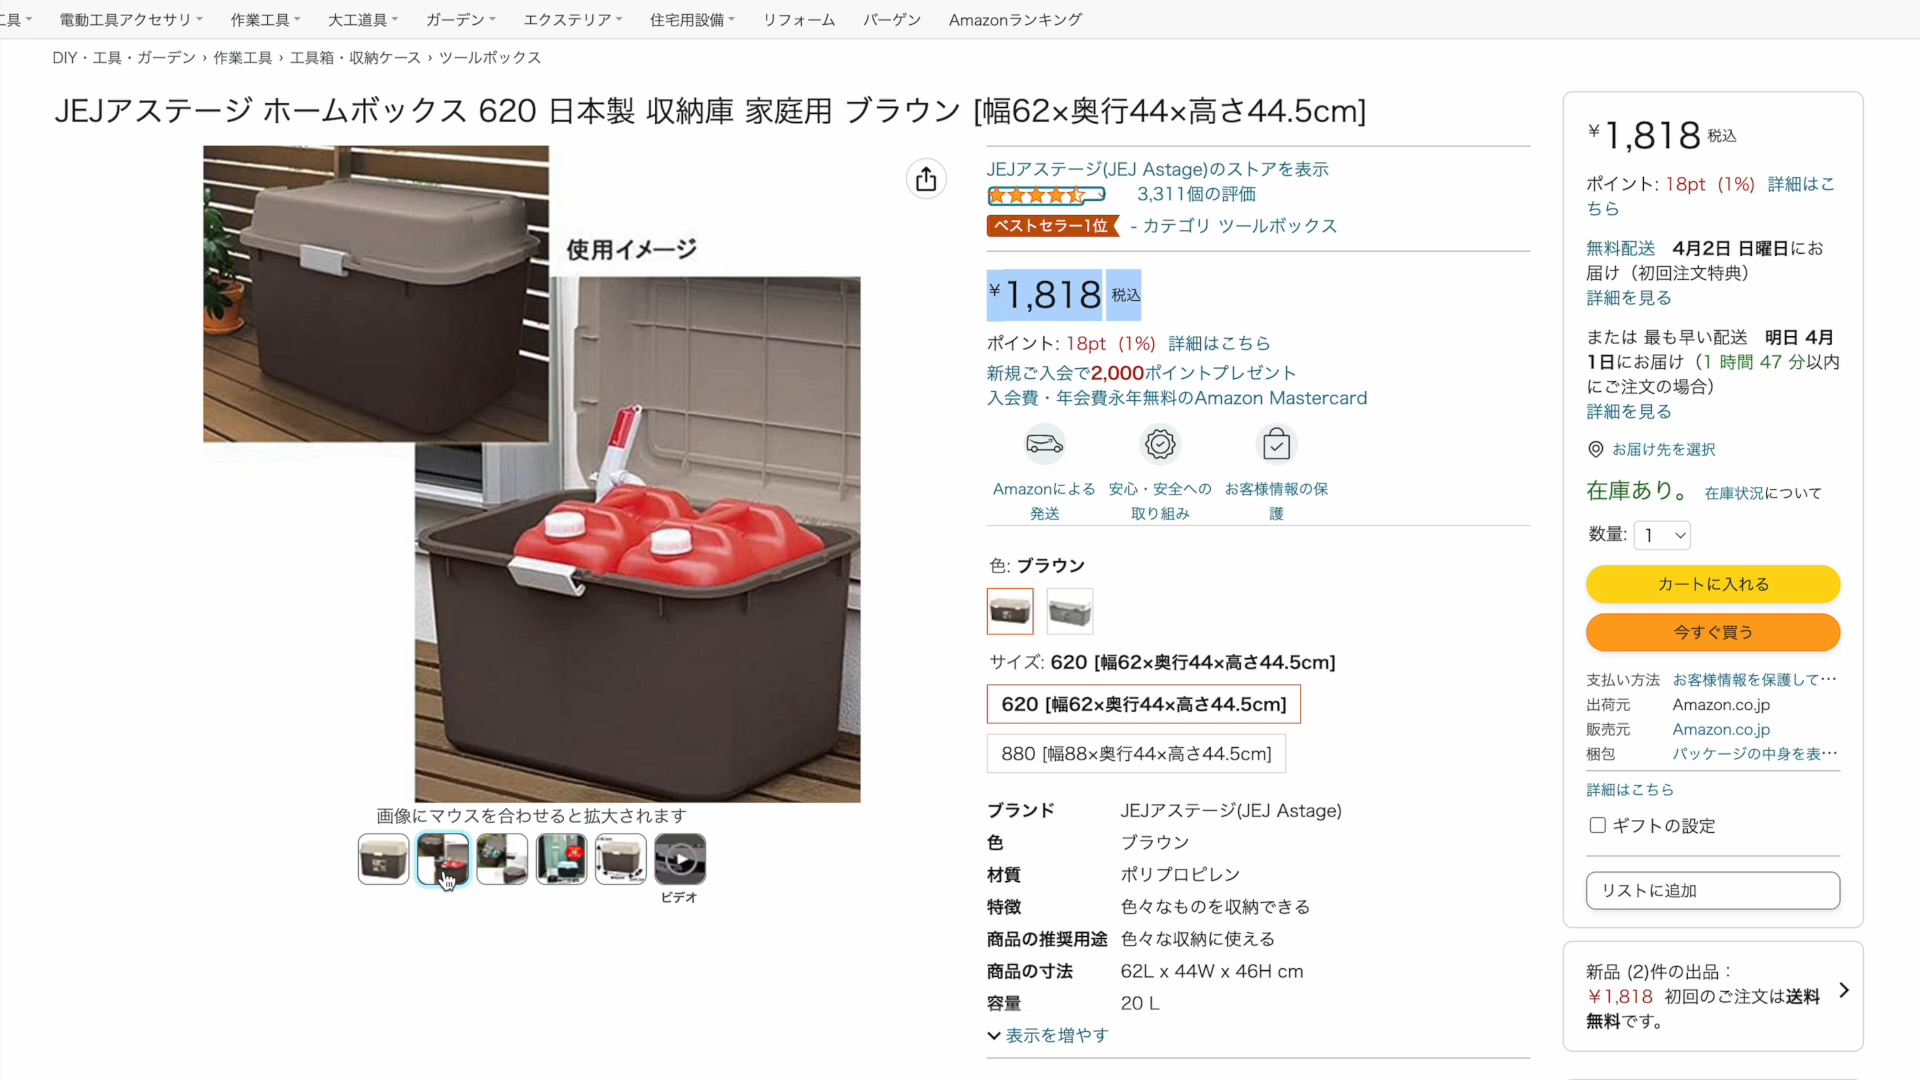 工具
電動工具アクセサリ
作業工具
大工道具
ガーデン
エクステリア
住宅用設備
リフォーム
バーゲン
Amazonランキング
DIY・工具・ガーデン › 作業工具 › 工具箱・収納ケース › ツールボックス
JEJアステージ ホームボックス 620 日本製 収納庫 家庭用 ブラウン [幅62×奥行44×高さ44.5cm]
使用イメージ
画像にマウスを合わせると拡大されます
ビデオ
JEJアステージ(JEJ Astage)のストアを表示
3,311個の評価
ベストセラー1位 - カテゴリ ツールボックス
¥1,818 税込
ポイント: 18pt (1%) 詳細はこちら
新規ご入会で2,000ポイントプレゼント
入会費・年会費永年無料のAmazon Mastercard
Amazonによる
発送
安心・安全への
取り組み
お客様情報の保
護
色: ブラウン
サイズ: 620 [幅62×奥行44×高さ44.5cm]
620 [幅62×奥行44×高さ44.5cm]
880 [幅88×奥行44×高さ44.5cm]
ブランド JEJアステージ(JEJ Astage)
色 ブラウン
材質 ポリプロピレン
特徴 色々なものを収納できる
商品の推奨用途 色々な収納に使える
商品の寸法 62L x 44W x 46H cm
容量 20 L
表示を増やす
¥1,818 税込
ポイント: 18pt (1%) 詳細はこ
ちら
無料配送 4月2日 日曜日にお
届け（初回注文特典）
詳細を見る
または 最も早い配送 明日 4月
1日にお届け（1 時間 47 分以内
にご注文の場合）
詳細を見る
お届け先を選択
在庫あり。 在庫状況について
数量: 1
カートに入れる
今すぐ買う
支払い方法 お客様情報を保護して…
出荷元 Amazon.co.jp
販売元 Amazon.co.jp
梱包 パッケージの中身を表…
詳細はこちら
ギフトの設定
リストに追加
新品 (2)件の出品：
¥1,818 初回のご注文は送料
無料です。